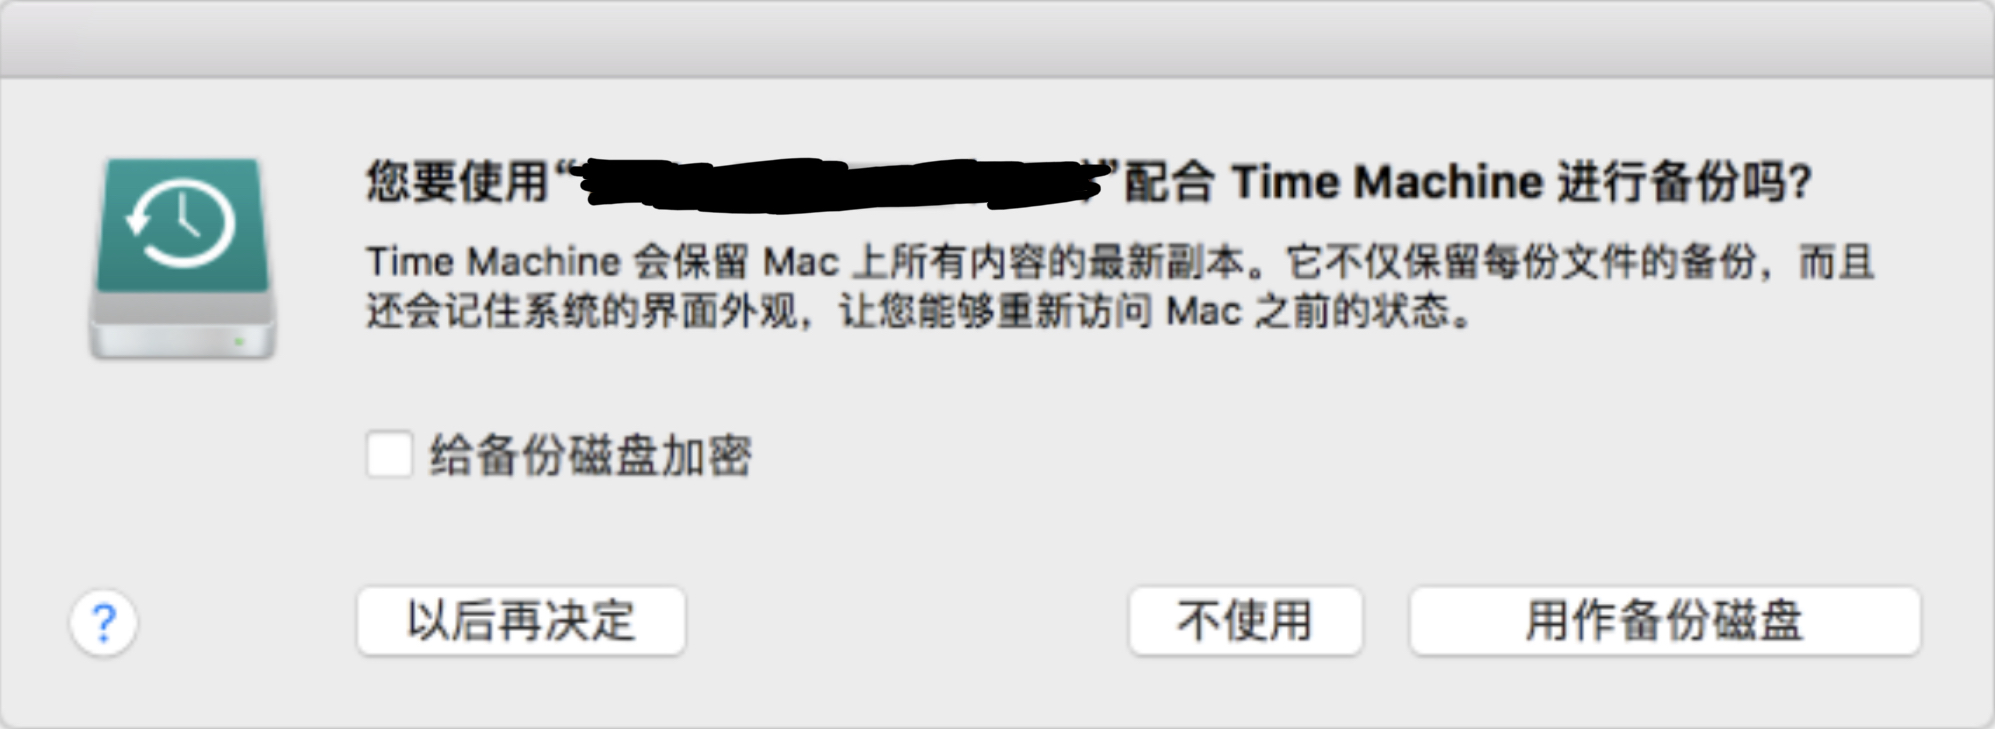 您要使用“ ”配合 Time Machine 进行备份吗？
Time Machine 会保留 Mac 上所有内容的最新副本。它不仅保留每份文件的备份，而且
还会记住系统的界面外观，让您能够重新访问 Mac 之前的状态。
给备份磁盘加密
?
以后再决定
不使用
用作备份磁盘